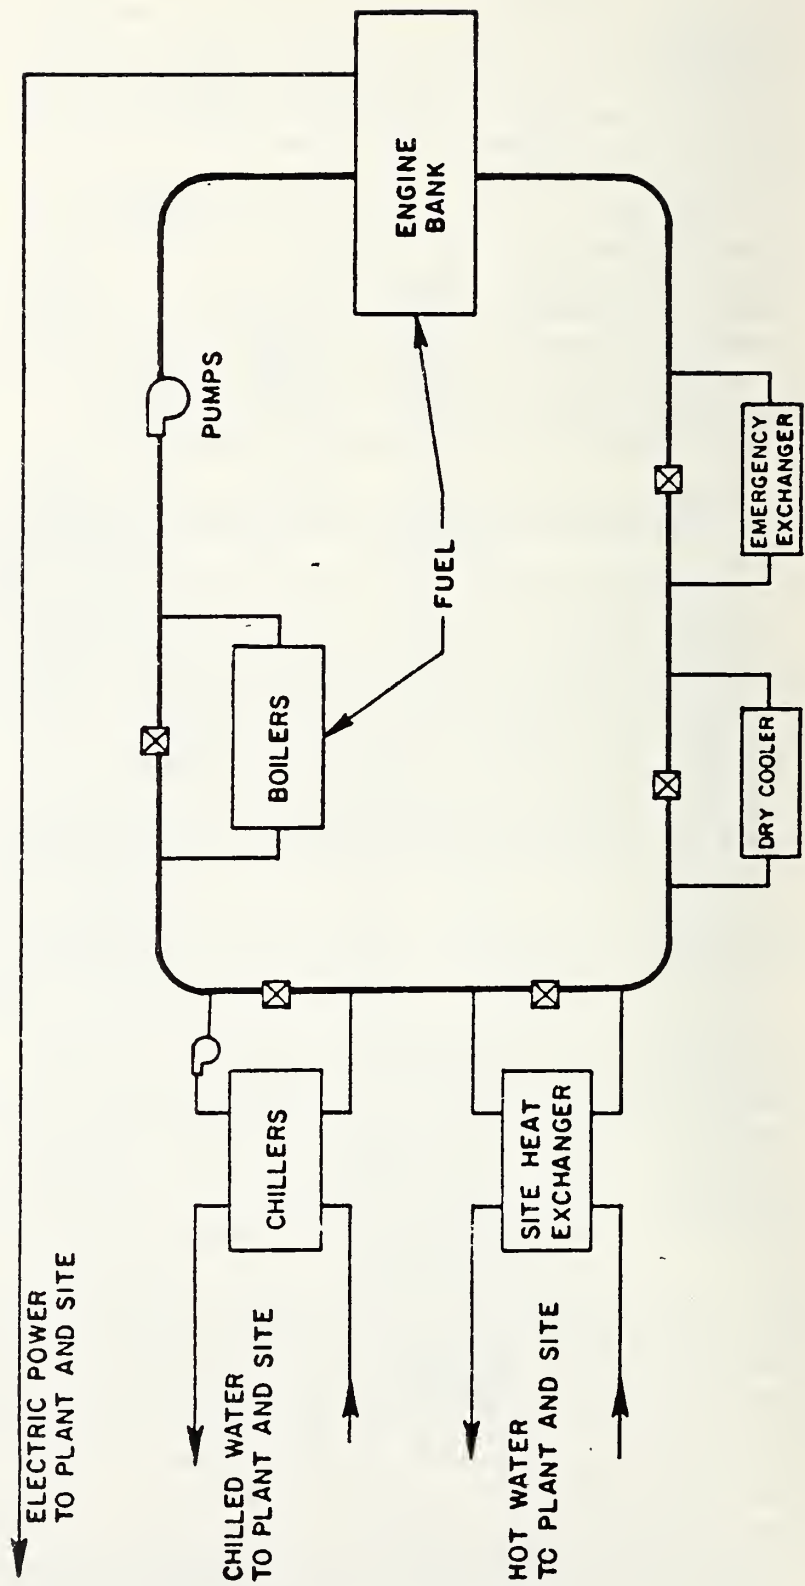 ELECTRIC POWER
TO PLANT AND SITE
CHILLED WATER
TO PLANT AND SITE
HOT WATER
TO PLANT AND SITE
CHILLERS
SITE HEAT
EXCHANGER
BOILERS
PUMPS
FUEL
ENGINE
BANK
DRY COOLER
EMERGENCY
EXCHANGER